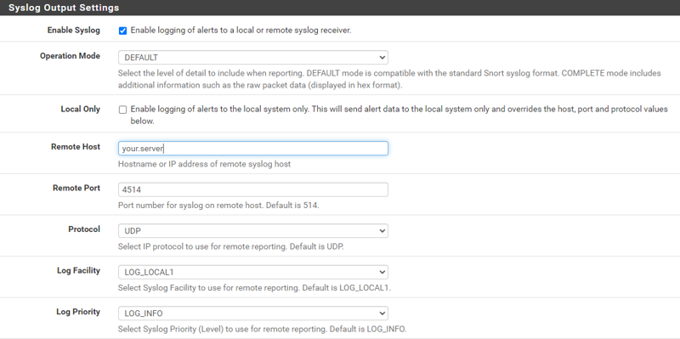 Syslog Output Settings
Enable Syslog
Enable logging of alerts to a local or remote syslog receiver.
Operation Mode
DEFAULT
Select the level of detail to include when reporting. DEFAULT mode is compatible with the standard Snort syslog format. COMPLETE mode includes
additional information such as the raw packet data (displayed in hex format).
Local Only
Enable logging of alerts to the local system only. This will send alert data to the local system only and overrides the host, port and protocol values
below.
Remote Host
your.server
Hostname or IP address of remote syslog host
Remote Port
4514
Port number for syslog on remote host. Default is 514.
Protocol
UDP
Select IP protocol to use for remote reporting. Default is UDP.
Log Facility
LOG_LOCAL1
Select Syslog Facility to use for remote reporting. Default is LOG_LOCAL1.
Log Priority
LOG_INFO
Select Syslog Priority (Level) to use for remote reporting. Default is LOG_INFO.